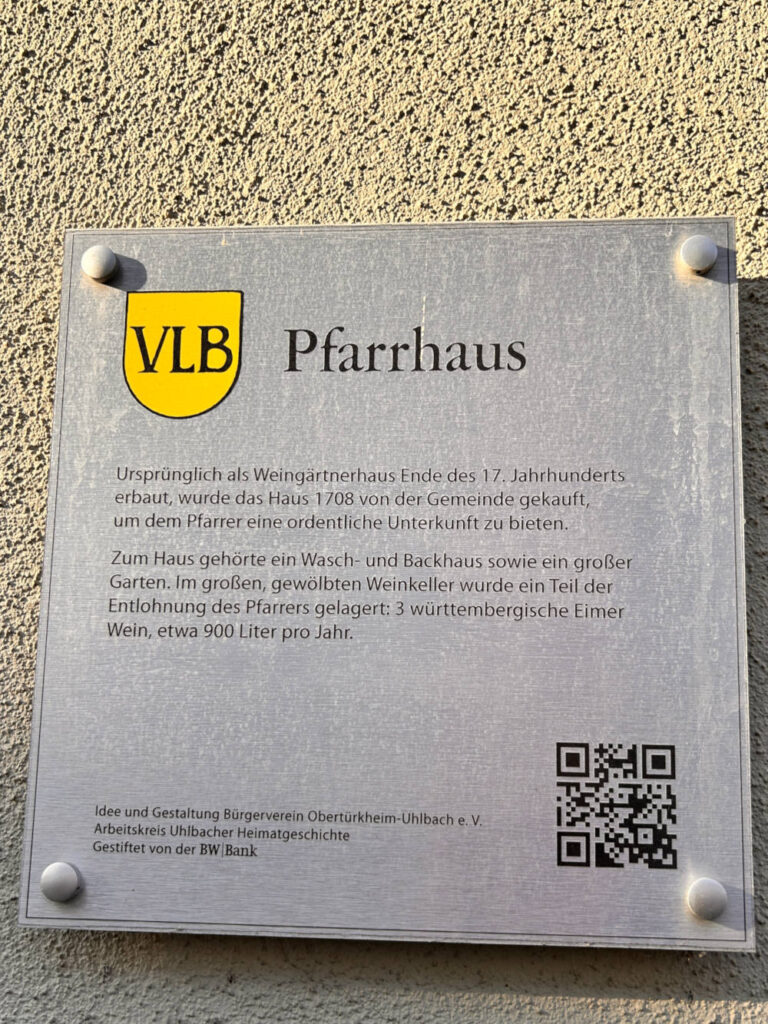 VLB
Pfarrhaus
Ursprünglich als Weingärtnerhaus Ende des 17. Jahrhunderts
erbaut, wurde das Haus 1708 von der Gemeinde gekauft,
um dem Pfarrer eine ordentliche Unterkunft zu bieten.
Zum Haus gehörte ein Wasch- und Backhaus sowie ein großer
Garten. Im großen, gewölbten Weinkeller wurde ein Teil der
Entlohnung des Pfarrers gelagert: 3 württembergische Eimer
Wein, etwa 900 Liter pro Jahr.
Idee und Gestaltung Bürgerverein Obertürkheim-Uhlbach e. V.
Arbeitskreis Uhlbacher Heimatgeschichte
Gestiftet von der BW|Bank